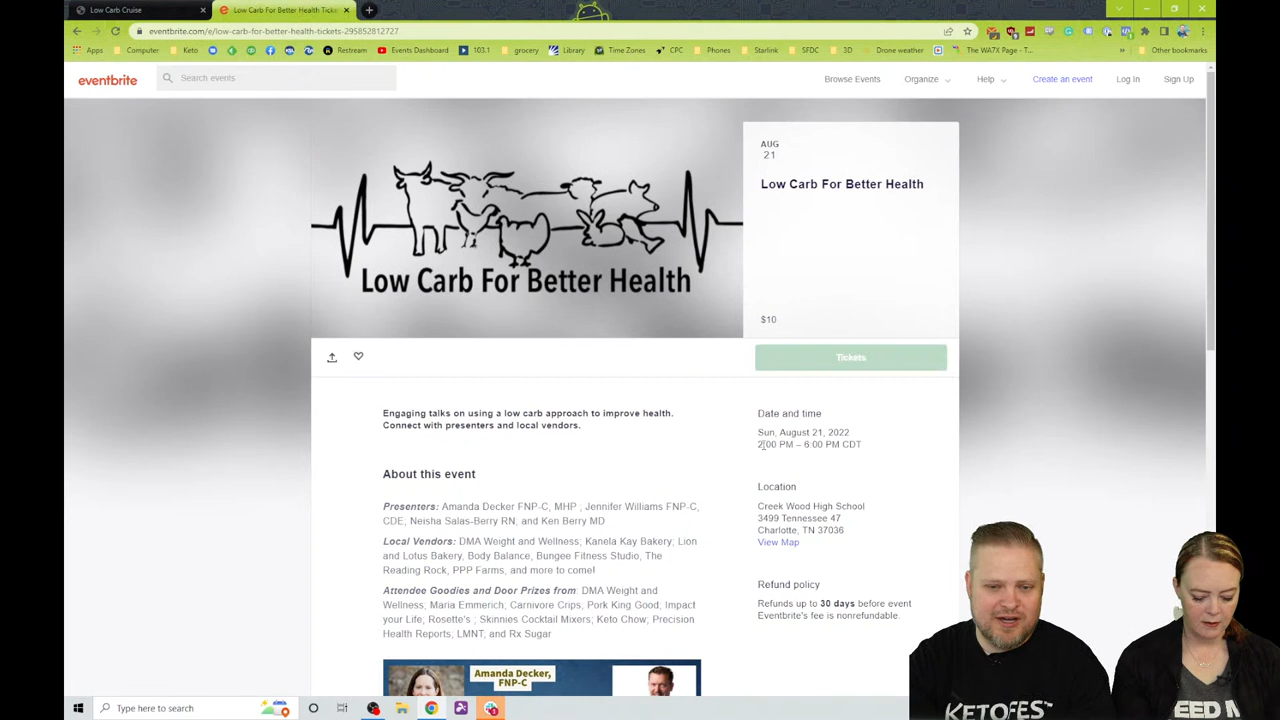 Low Carb Cruise
Low Carb For Better Health Ticke
eventbrite.com/e/low-carb-for-better-health-tickets-295852812727
Apps Computer Keto Restream Events Dashboard 103.1 grocery Library Time Zones CPC Phones Starlink SFDC 3D Drone weather The WA7X Page - T... » Other bookmarks
eventbrite Search events Browse Events Organize Help Create an event Log In Sign Up
AUG
21
Low Carb For Better Health
Low Carb For Better Health
$10
Tickets
Engaging talks on using a low carb approach to improve health.
Connect with presenters and local vendors.
About this event
Presenters: Amanda Decker FNP-C, MHP ; Jennifer Williams FNP-C,
CDE, Neisha Salas-Berry RN, and Ken Berry MD
Local Vendors: DMA Weight and Wellness; Kanela Kay Bakery; Lion
and Lotus Bakery, Body Balance, Bungee Fitness Studio, The
Reading Rock, PPP Farms, and more to come!
Attendee Goodies and Door Prizes from: DMA Weight and
Wellness; Maria Emmerich, Carnivore Crips; Pork King Good; Impact
your Life; Rosette's ; Skinnies Cocktail Mixers; Keto Chow; Precision
Health Reports, LMNT, and Rx Sugar
Amanda Decker,
FNP-C
Date and time
Sun, August 21, 2022
2:00 PM – 6:00 PM CDT
Location
Creek Wood High School
3499 Tennessee 47
Charlotte, TN 37036
View Map
Refund policy
Refunds up to 30 days before event
Eventbrite's fee is nonrefundable.
KETOFEST
EED M
Type here to search